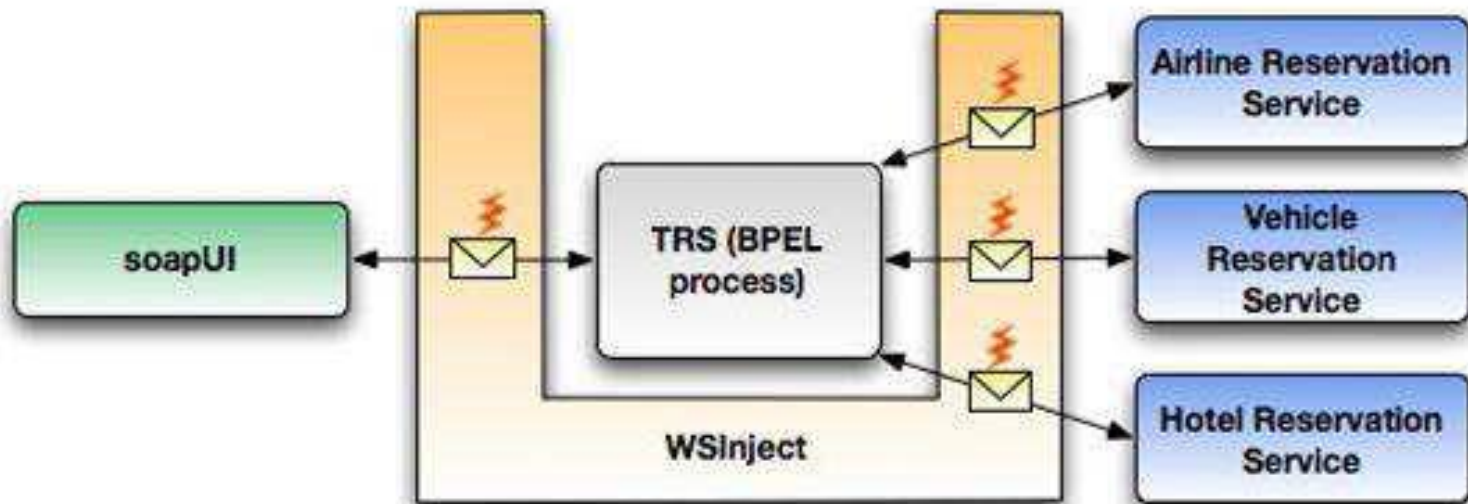 soapUI
TRS (BPEL
process)
WSInject
Airline Reservation
Service
Vehicle
Reservation
Service
Hotel Reservation
Service